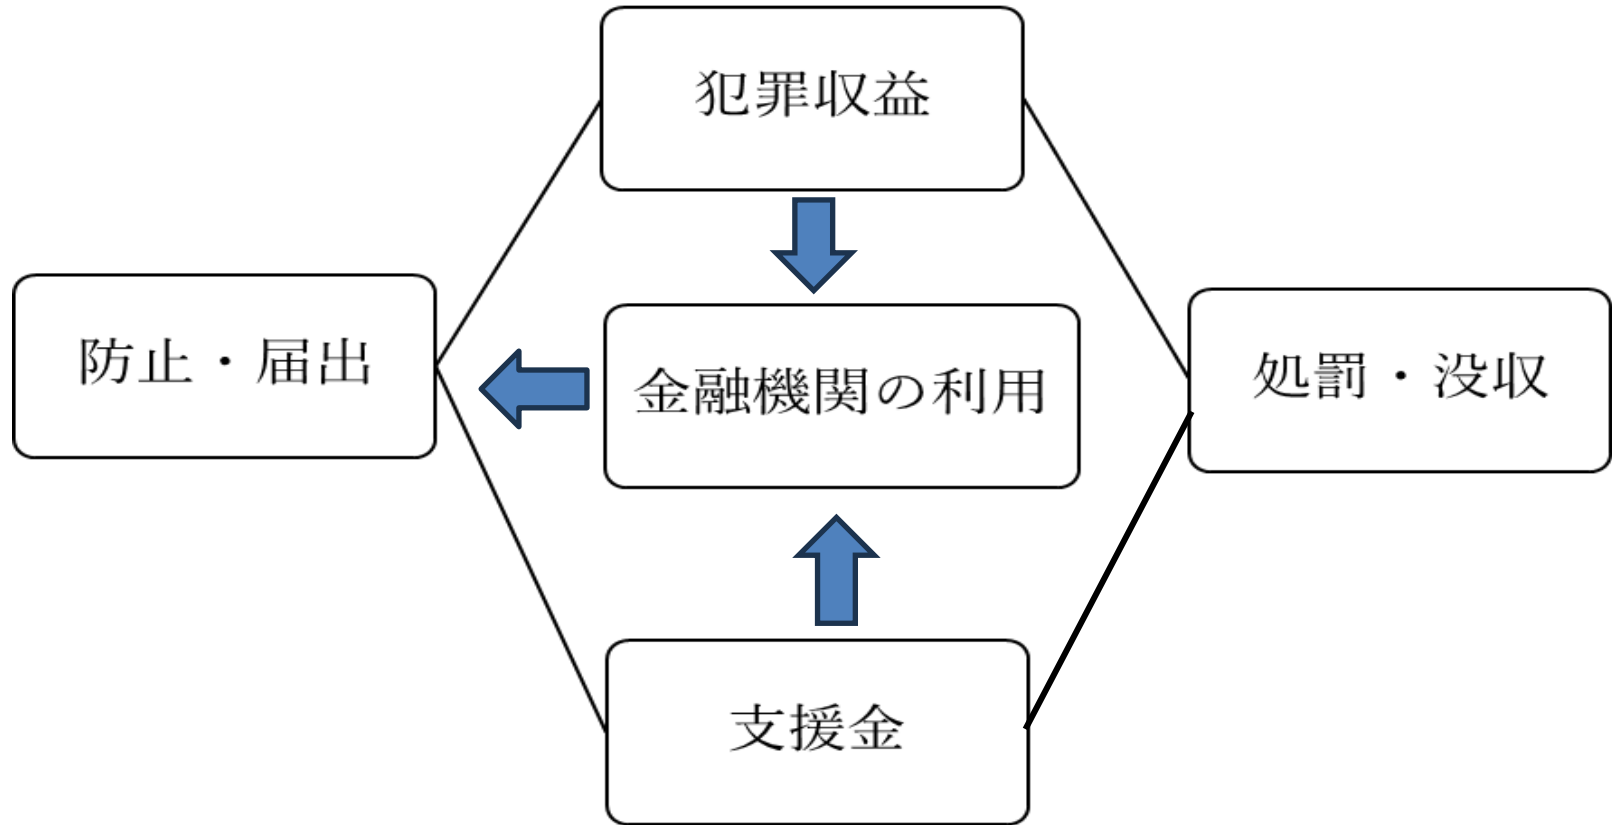 犯罪収益
防止・届出
金融機関の利用
処罰・没収
支援金